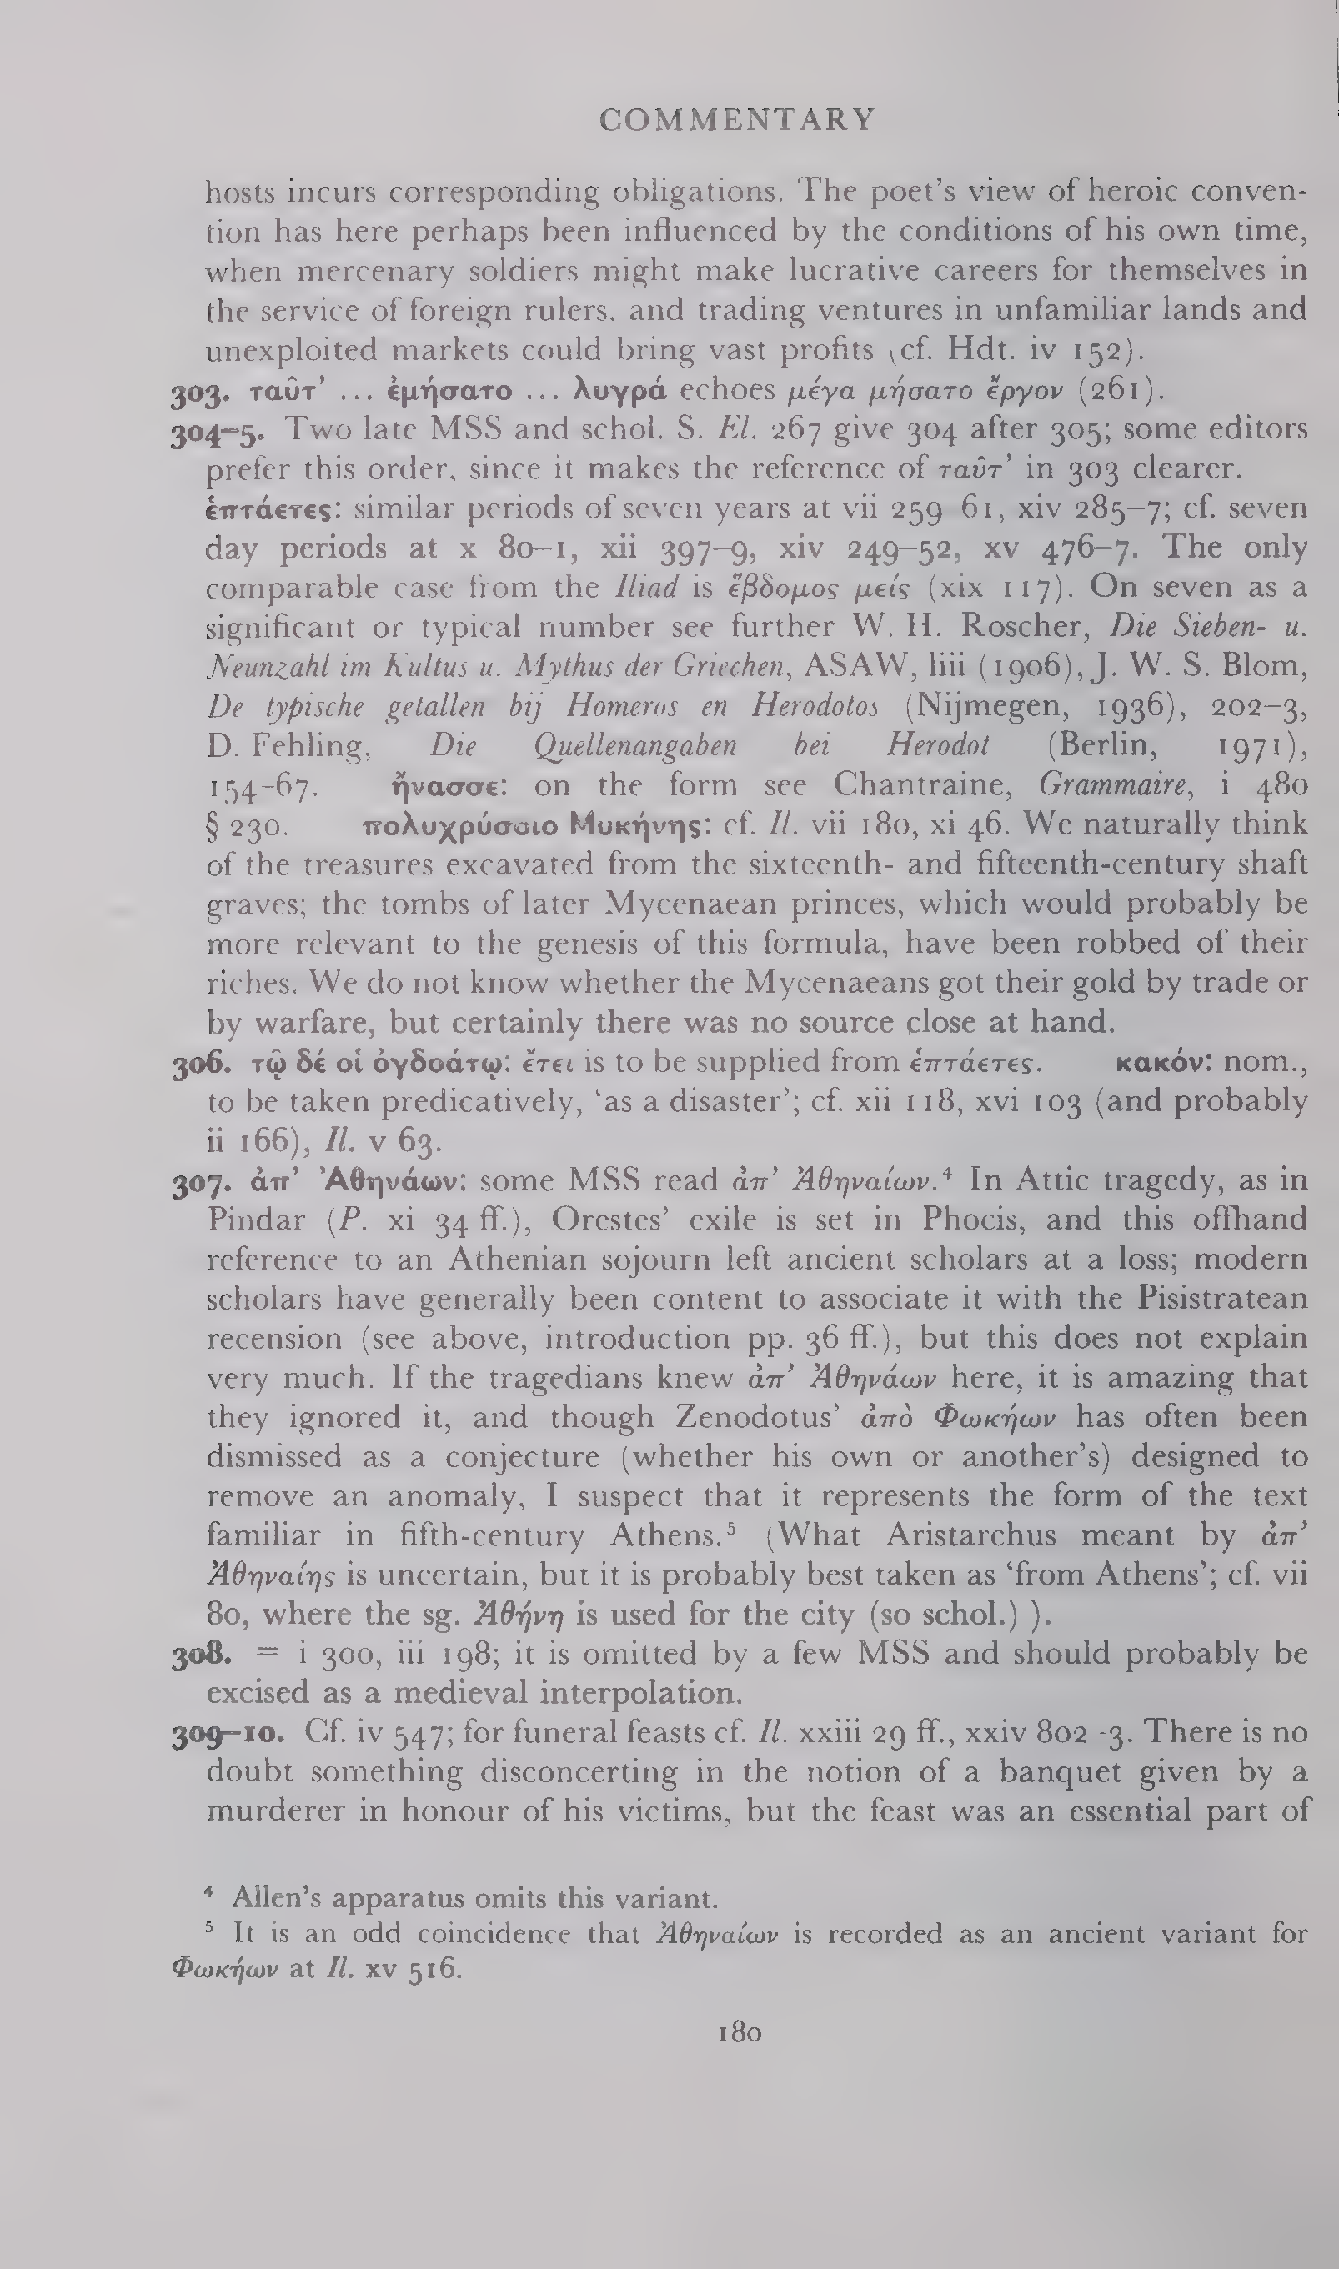 COMMENTARY
hosts incurs corresponding obligations. The poet's view of heroic conven-
tion has here perhaps been influenced by the conditions of his own time,
when mercenary soldiers might make lucrative careers for themselves in
the service of foreign rulers, and trading ventures in unfamiliar lands and
unexploited markets could bring vast profits (cf. Hdt. iv 152).
303. ταῦτ’ ... ἐμήσατο ... λυγρά echoes μέγα μήσατο ἔργον (261).
304–5. Two late MSS and schol. S. El. 267 give 304 after 305; some editors
prefer this order, since it makes the reference of ταῦτ’ in 303 clearer.
ἑπτάετες: similar periods of seven years at vii 259–61, xiv 285–7; cf. seven
day periods at x 80–1, xii 397–9, xiv 249–52, xv 476–7. The only
comparable case from the Iliad is ἕβδομος μείς (xix 117). On seven as a
significant or typical number see further W. H. Roscher, Die Sieben- u.
Neunzahl im Kultus u. Mythus der Griechen, ASAW, liii (1906), J. W. S. Blom,
De typische getallen bij Homeros en Herodotos (Nijmegen, 1936), 202–3,
D. Fehling, Die Quellenangaben bei Herodot (Berlin, 1971),
154–67. ἤνασσε: on the form see Chantraine, Grammaire, i 480
§ 230. πολυχρύσοιο Μυκήνης: cf. Il. vii 180, xi 46. We naturally think
of the treasures excavated from the sixteenth- and fifteenth-century shaft
graves; the tombs of later Mycenaean princes, which would probably be
more relevant to the genesis of this formula, have been robbed of their
riches. We do not know whether the Mycenaeans got their gold by trade or
by warfare, but certainly there was no source close at hand.
306. τῷ δέ οἱ ὀγδοάτῳ: ἔτει is to be supplied from ἑπτάετες. κακόν: nom.,
to be taken predicatively, ‘as a disaster’; cf. xii 118, xvi 103 (and probably
ii 166), Il. v 63.
307. ἀπ’ Ἀθηνάων: some MSS read ἀπ’ Ἀθηναίων.⁴ In Attic tragedy, as in
Pindar (P. xi 34 ff.), Orestes’ exile is set in Phocis, and this offhand
reference to an Athenian sojourn left ancient scholars at a loss; modern
scholars have generally been content to associate it with the Pisistratean
recension (see above, introduction pp. 36 ff.), but this does not explain
very much. If the tragedians knew ἀπ’ Ἀθηνάων here, it is amazing that
they ignored it, and though Zenodotus’ ἀπὸ Φωκήων has often been
dismissed as a conjecture (whether his own or another’s) designed to
remove an anomaly, I suspect that it represents the form of the text
familiar in fifth-century Athens.⁵ (What Aristarchus meant by ἀπ’
Ἀθηναίης is uncertain, but it is probably best taken as ‘from Athens’; cf. vii
80, where the sg. Ἀθήνη is used for the city (so schol.) ).
308. = i 300, iii 198; it is omitted by a few MSS and should probably be
excised as a medieval interpolation.
309–10. Cf. iv 547; for funeral feasts cf. Il. xxiii 29 ff., xxiv 802–3. There is no
doubt something disconcerting in the notion of a banquet given by a
murderer in honour of his victims, but the feast was an essential part of
⁴ Allen’s apparatus omits this variant.
⁵ It is an odd coincidence that Ἀθηναίων is recorded as an ancient variant for
Φωκήων at Il. xv 516.
180